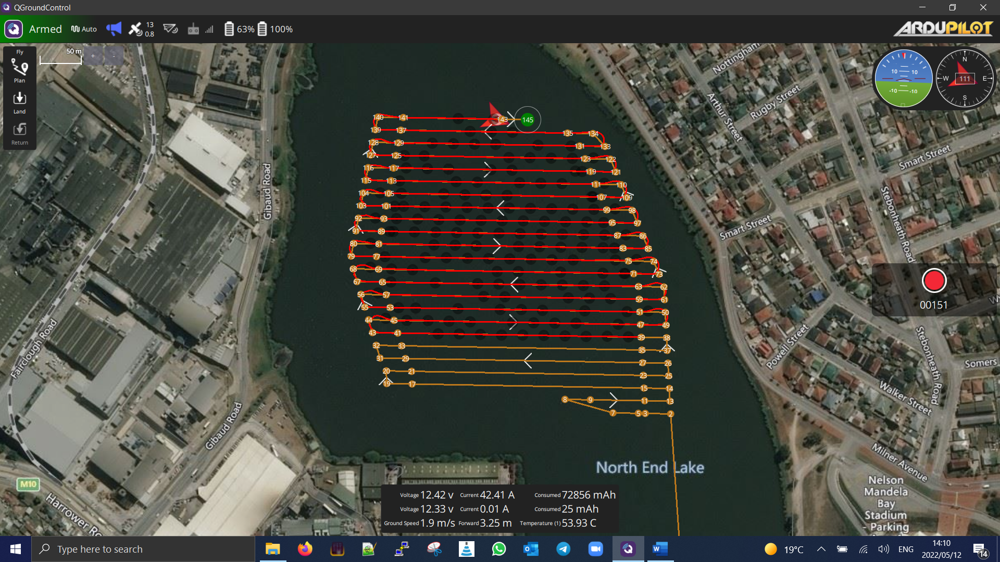 QGroundControl
Armed
Auto
13
0.8
63%
100%
ARDUPILOT
Fly
Plan
Land
Return
50 m
+
-
10 10
-10 -10
N
W 111 E
S
00151
Nottingham
Rugby Street
Arthur Street
Smart Street
Smart Street
Stebonheath Road
Stebonheath Road
Powell Street
Walker Street
Somers
Milner Avenue
Gibaud Road
Gibaud Road
Fairclough Road
M10
Harrower Ro
North End Lake
Nelson
Mandela
Bay
Stadium
- Parking
140 141 143 145
139 137 135 134
128 129 131 133
127 125 123 122
116 117 119 121
115 113 111 110
104 105 107 109
103 101 99 98
92 93 95 97
91 89 87 86
80 81 83 85
79 77 75 74
68 69 71 73
67 65 63 62
56 57 59 61
55 53 51 50
44 45 47 49
43 41 39 38
32 33 35 37
31 29 27 26
20 21 23 25
19 17 15 14
8 9 11 13
7 5 3 2
Voltage 12.42 v Current 42.41 A Consumed 72856 mAh
Voltage 12.33 v Current 0.01 A Consumed 25 mAh
Ground Speed 1.9 m/s Forward 3.25 m Temperature (1) 53.93 C
Type here to search
19°C
ENG
14:10
2022/05/12
14